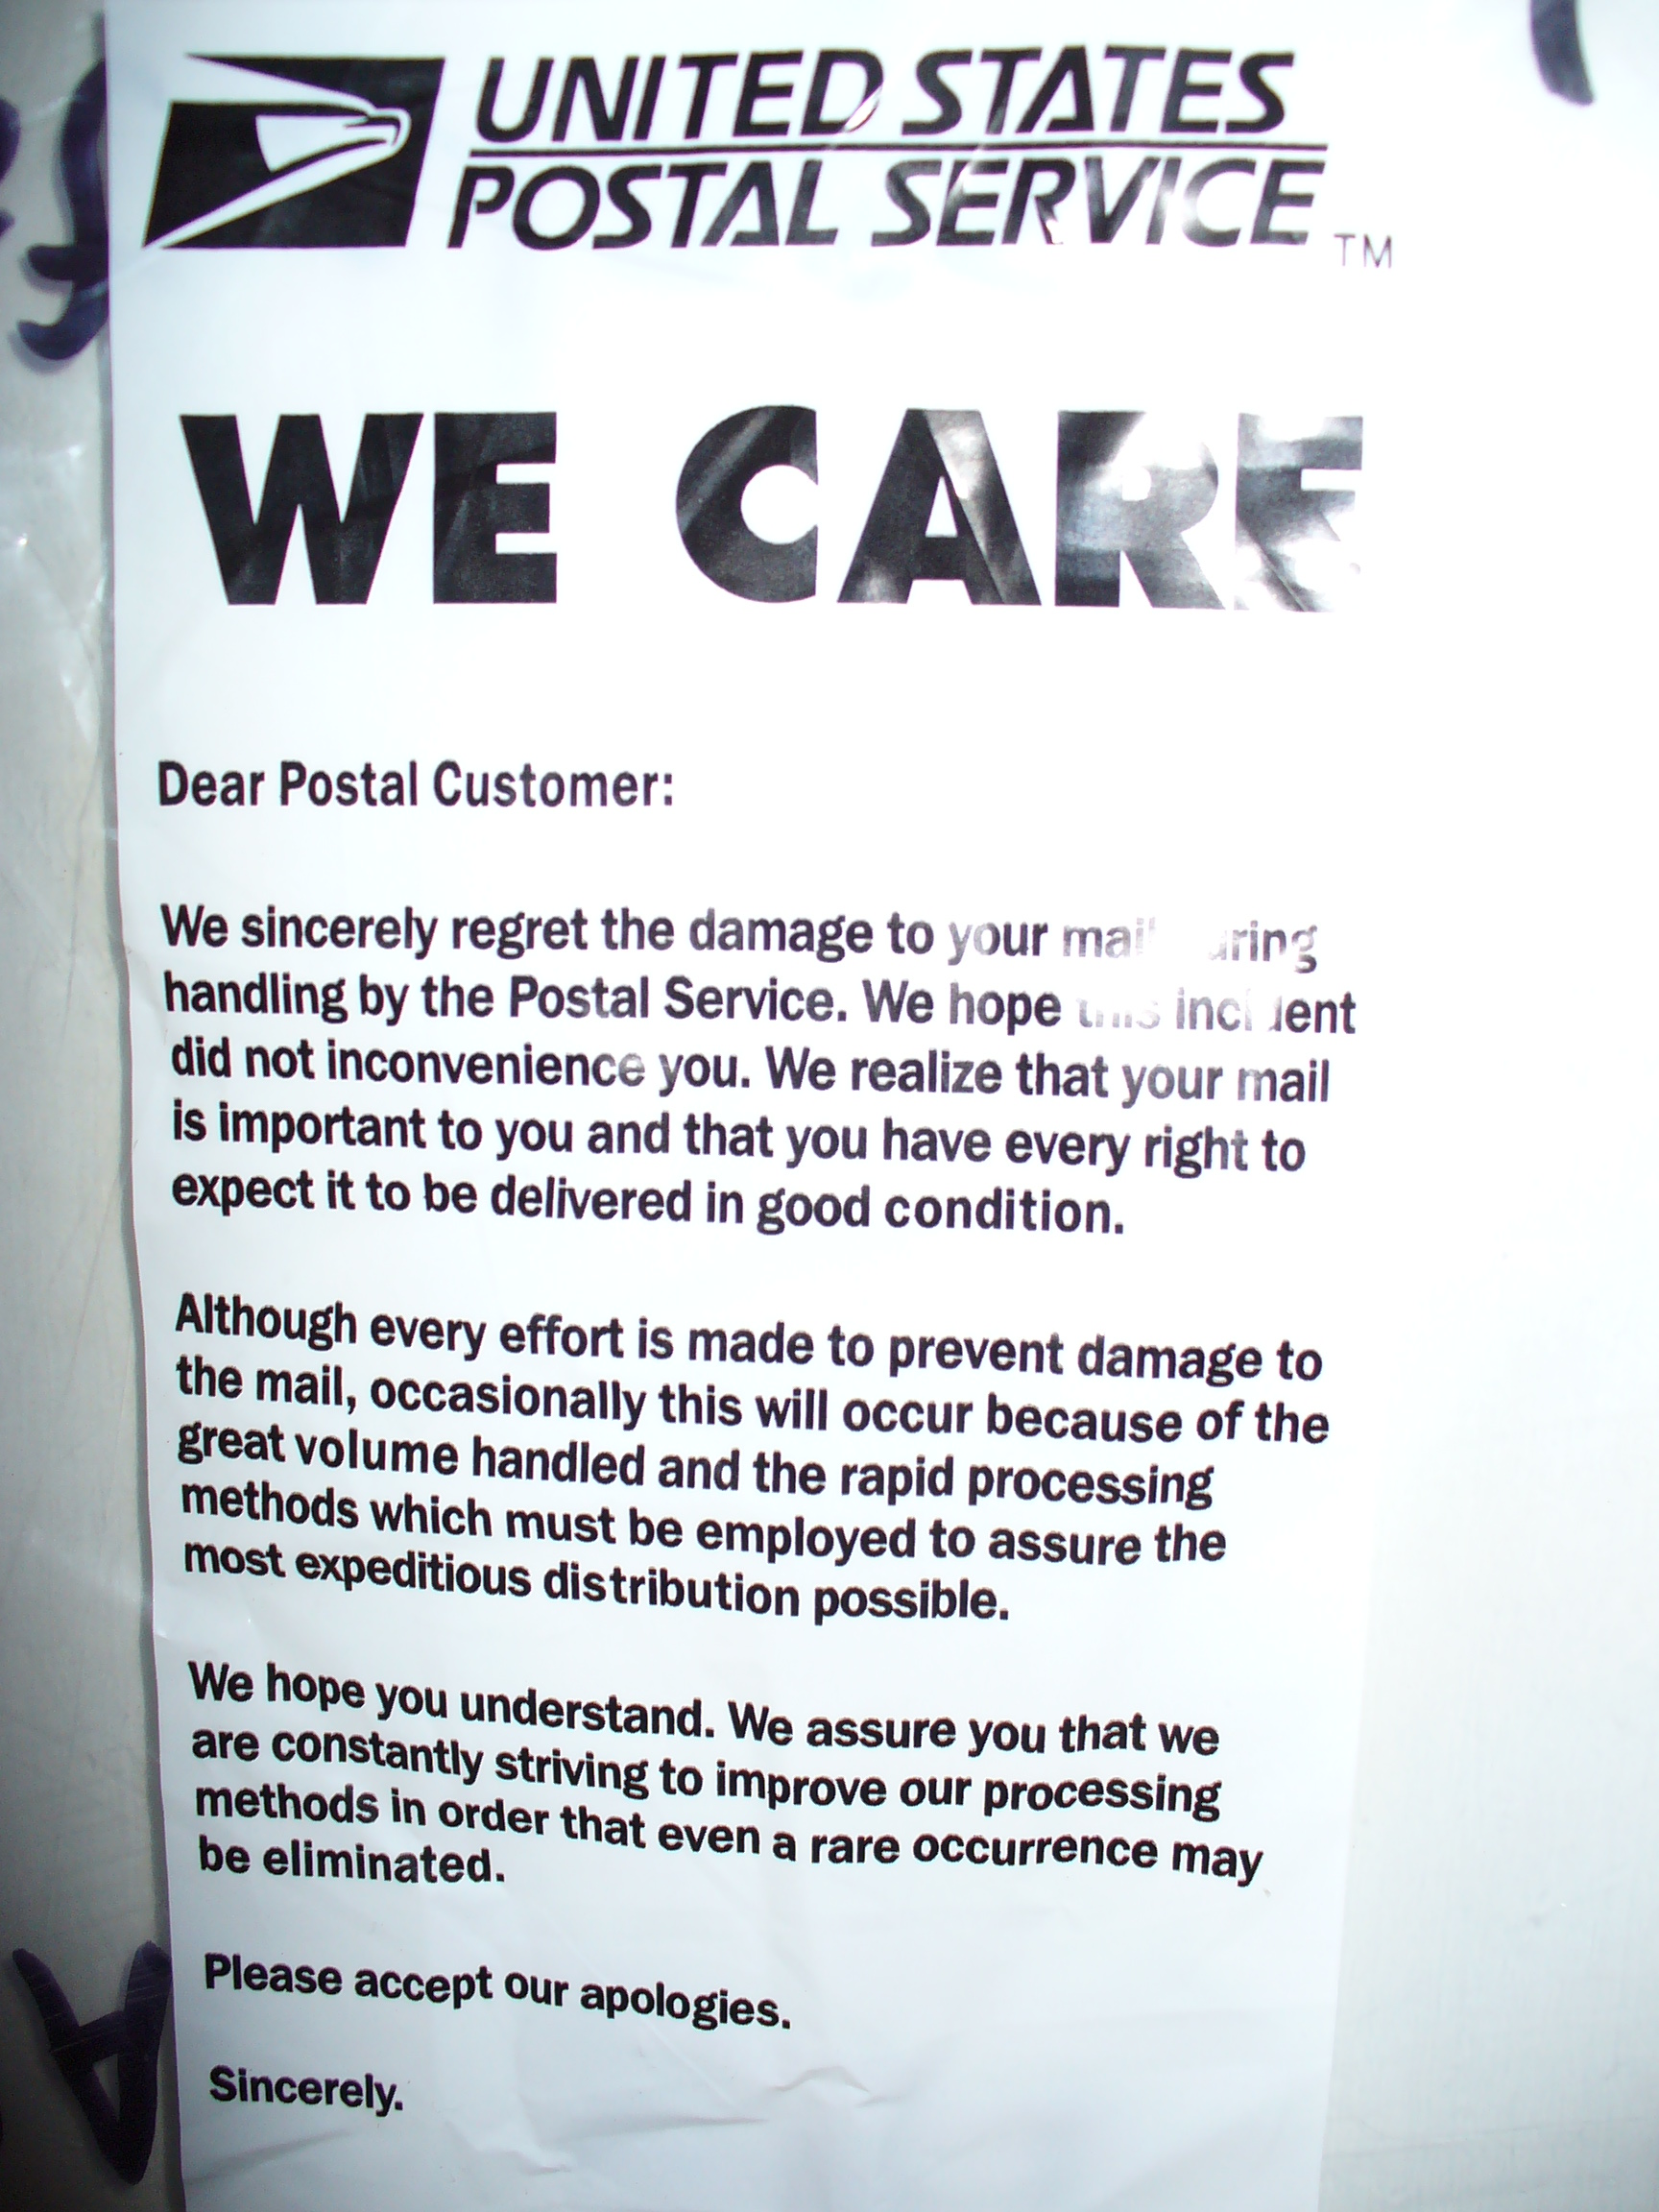 UNITED STATES
POSTAL SERVICE TM
WE CARE
Dear Postal Customer:
We sincerely regret the damage to your mail during
handling by the Postal Service. We hope this incident
did not inconvenience you. We realize that your mail
is important to you and that you have every right to
expect it to be delivered in good condition.
Although every effort is made to prevent damage to
the mail, occasionally this will occur because of the
great volume handled and the rapid processing
methods which must be employed to assure the
most expeditious distribution possible.
We hope you understand. We assure you that we
are constantly striving to improve our processing
methods in order that even a rare occurrence may
be eliminated.
Please accept our apologies.
Sincerely.